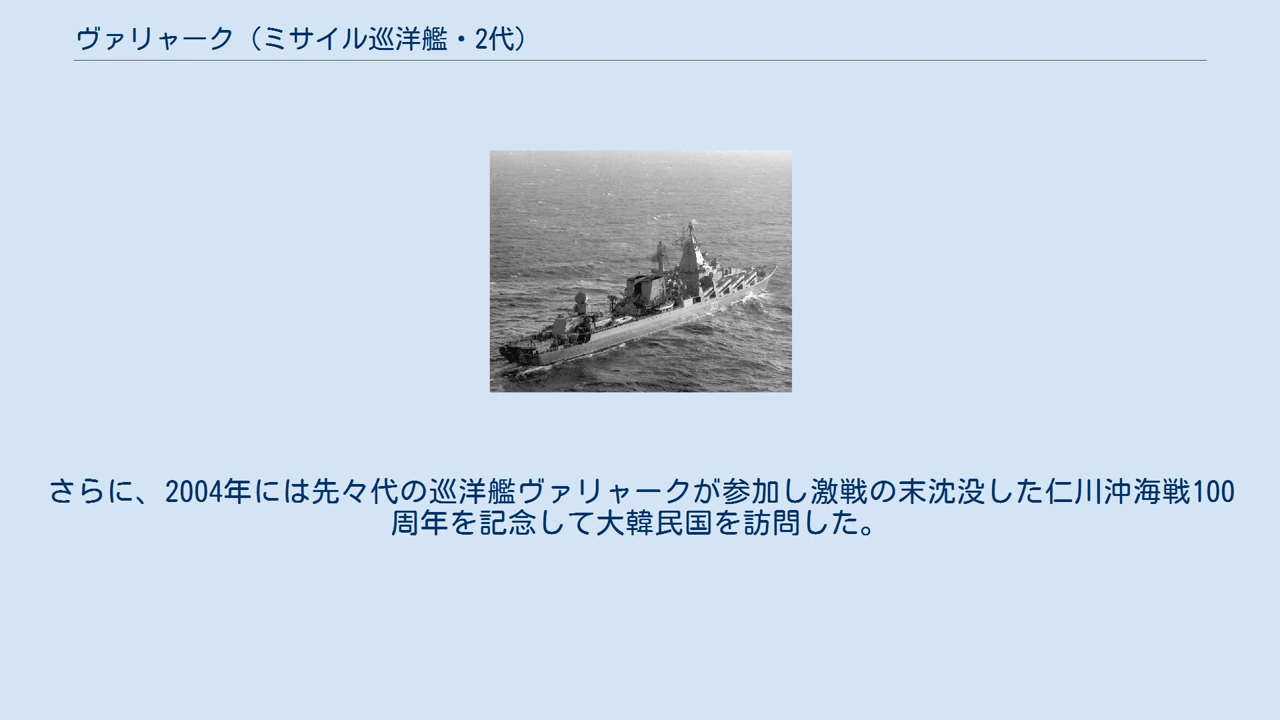 ヴァリャーク（ミサイル巡洋艦・2代）
さらに、2004年には先々代の巡洋艦ヴァリャークが参加し激戦の末沈没した仁川沖海戦100
周年を記念して大韓民国を訪問した。